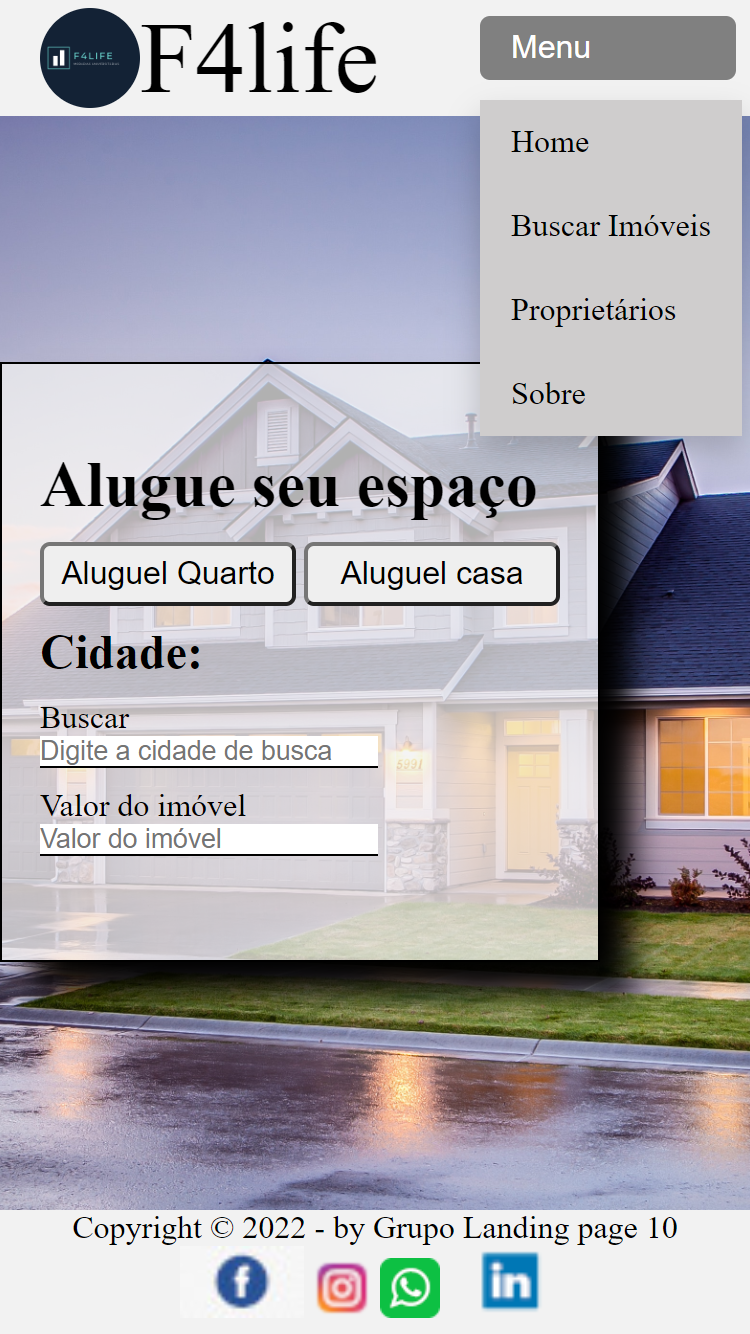 F4LIFE
F4life
Menu
Home
Buscar Imóveis
Proprietários
Sobre
Alugue seu espaço
Aluguel Quarto
Aluguel casa
Cidade:
Buscar
Digite a cidade de busca
5991
Valor do imóvel
Valor do imóvel
Copyright © 2022 - by Grupo Landing page 10
f
in